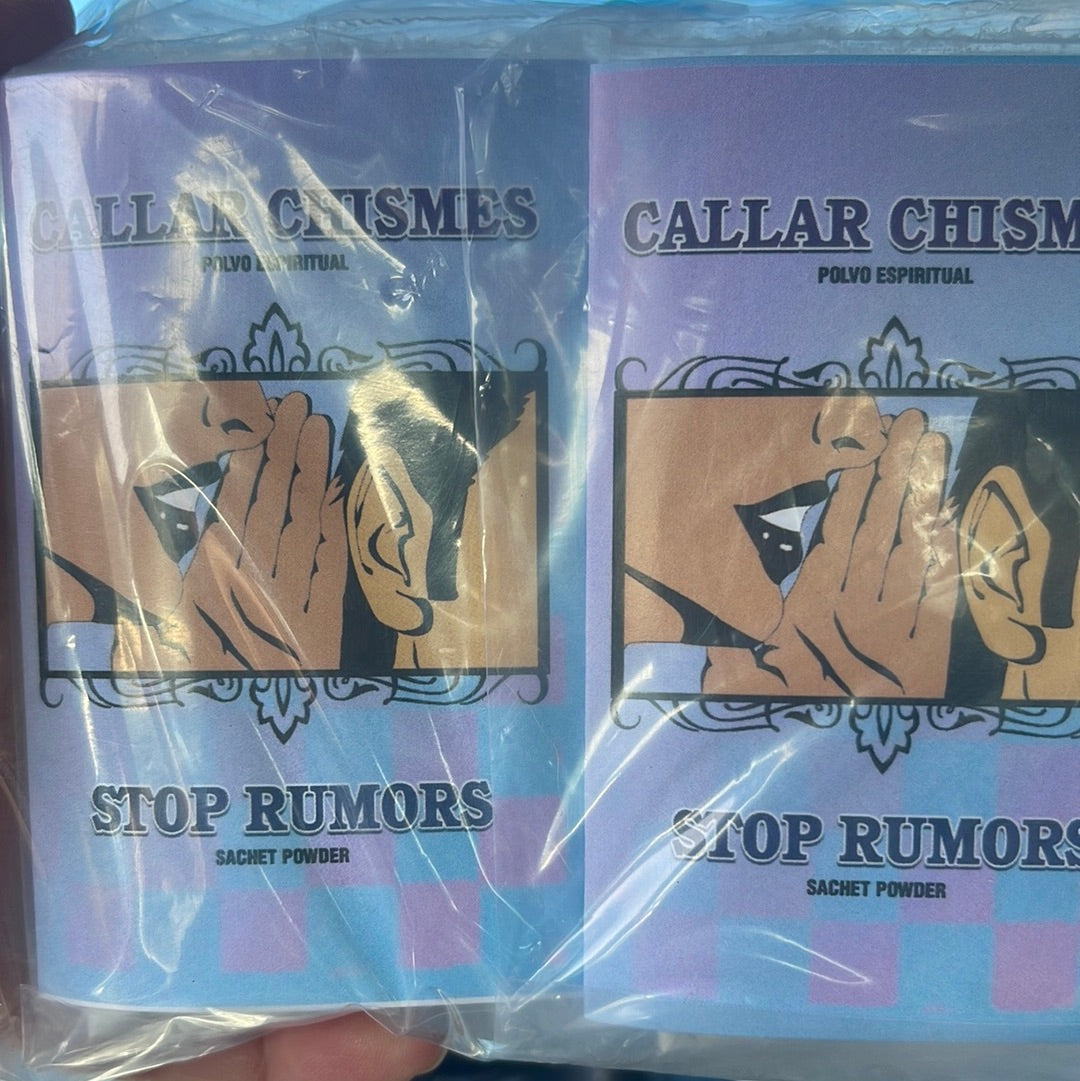 CALLAR CHISMES
POLVO ESPIRITUAL
STOP RUMORS
SACHET POWDER
CALLAR CHISM
POLVO ESPIRITUAL
STOP RUMORS
SACHET POWDER